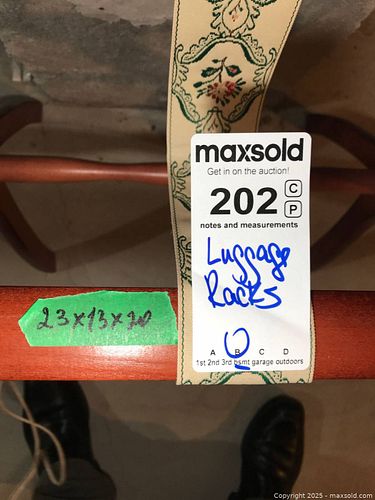 maxsold
Get in on the auction!
202 C
P
notes and measurements
Luggage
Racks
A B C D
1st 2nd 3rd bsmt garage outdoors
23x13x20
Copyright 2025 - maxsold.com